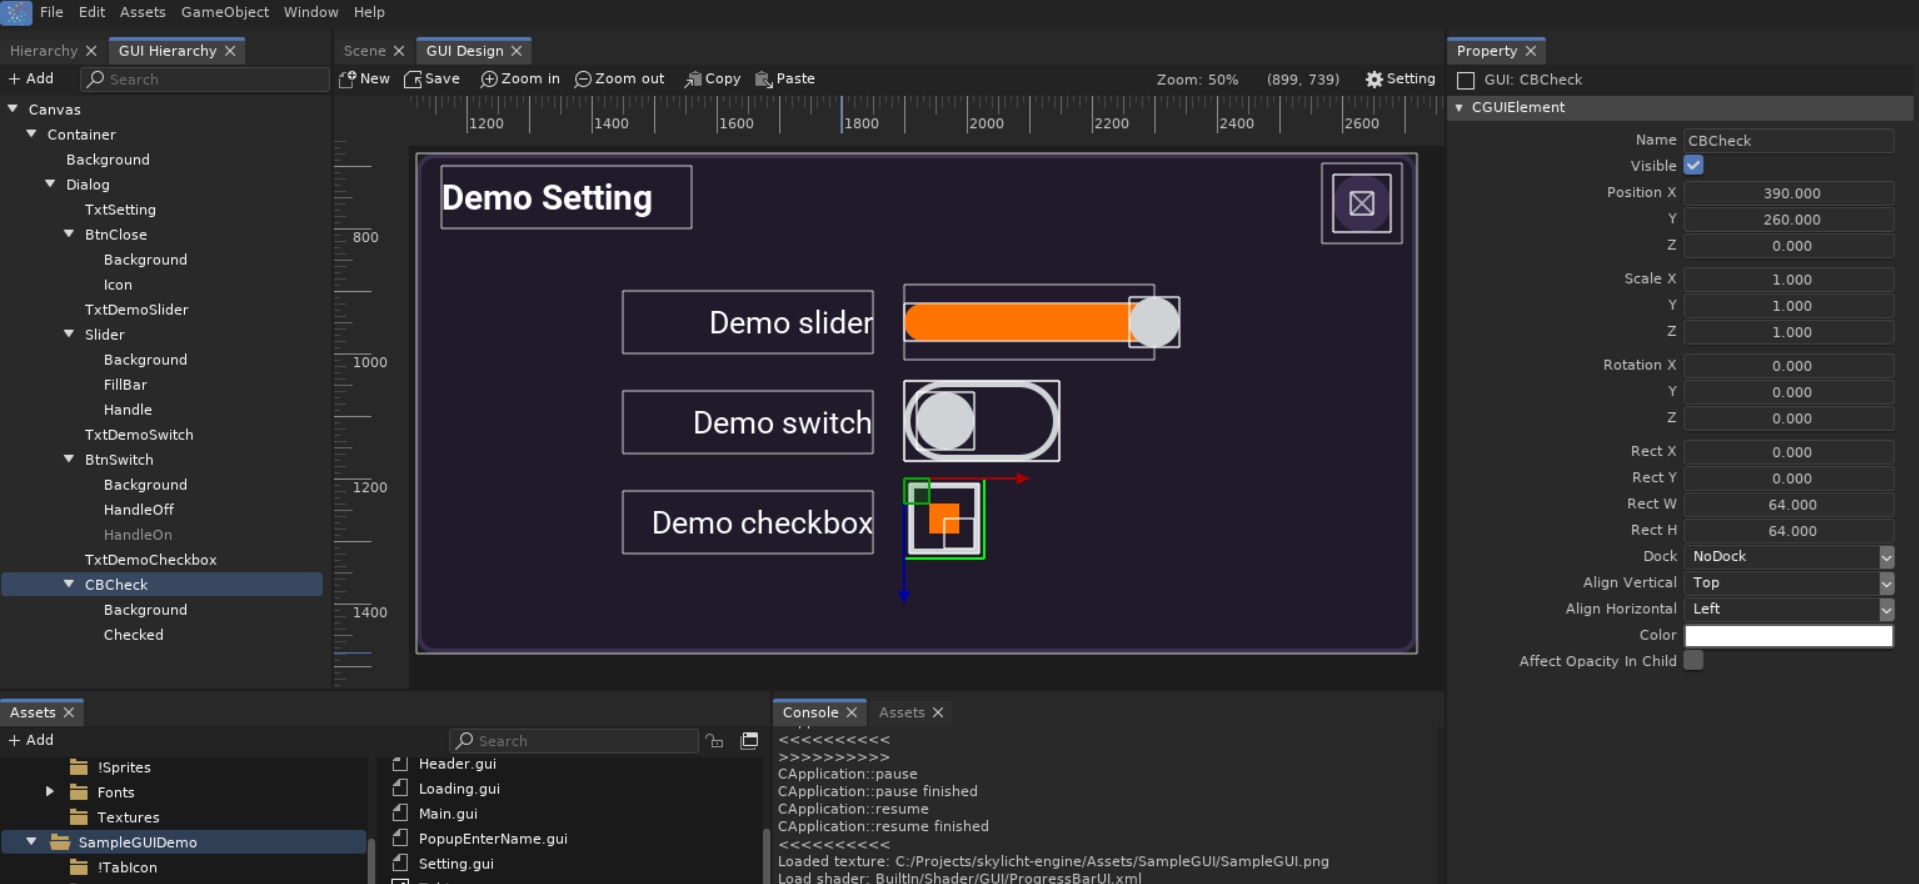 File Edit Assets GameObject Window Help
Hierarchy GUI Hierarchy
+ Add Search
Canvas
Container
Background
Dialog
TxtSetting
BtnClose
Background
Icon
TxtDemoSlider
Slider
Background
FillBar
Handle
TxtDemoSwitch
BtnSwitch
Background
HandleOff
HandleOn
TxtDemoCheckbox
CBCheck
Background
Checked
Scene GUI Design
New Save Zoom in Zoom out Copy Paste Zoom: 50% (899, 739) Setting
1200 1400 1600 1800 2000 2200 2400 2600
800
1000
1200
1400
Demo Setting
Demo slider
Demo switch
Demo checkbox
Property
GUI: CBCheck
CGUIElement
Name CBCheck
Visible
Position X 390.000
Y 260.000
Z 0.000
Scale X 1.000
Y 1.000
Z 1.000
Rotation X 0.000
Y 0.000
Z 0.000
Rect X 0.000
Rect Y 0.000
Rect W 64.000
Rect H 64.000
Dock NoDock
Align Vertical Top
Align Horizontal Left
Color
Affect Opacity In Child
Assets
+ Add Search
!Sprites
Fonts
Textures
SampleGUIDemo
!TabIcon
Header.gui
Loading.gui
Main.gui
PopupEnterName.gui
Setting.gui
Console Assets
<<<<<<<<<<
>>>>>>>>>>
CApplication::pause
CApplication::pause finished
CApplication::resume
CApplication::resume finished
<<<<<<<<<<
Loaded texture: C:/Projects/skylicht-engine/Assets/SampleGUI/SampleGUI.png
Load shader: BuiltIn/Shader/GUI/ProgressBarUI.xml